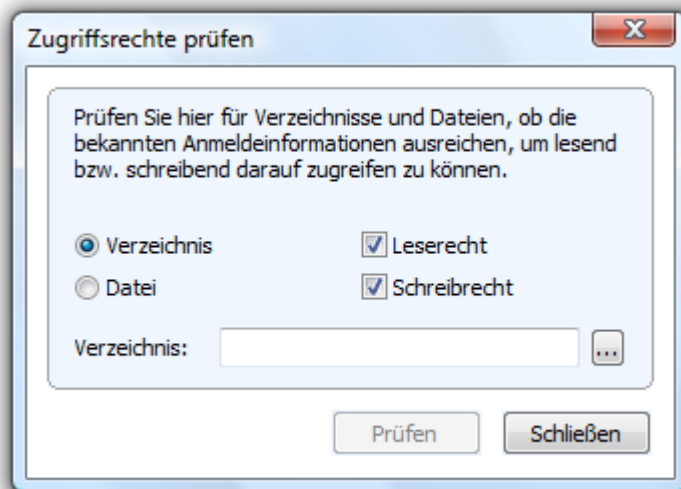 Zugriffsrechte prüfen
Prüfen Sie hier für Verzeichnisse und Dateien, ob die
bekannten Anmeldeinformationen ausreichen, um lesend
bzw. schreibend darauf zugreifen zu können.
Verzeichnis
Leserecht
Datei
Schreibrecht
Verzeichnis:
...
Prüfen
Schließen